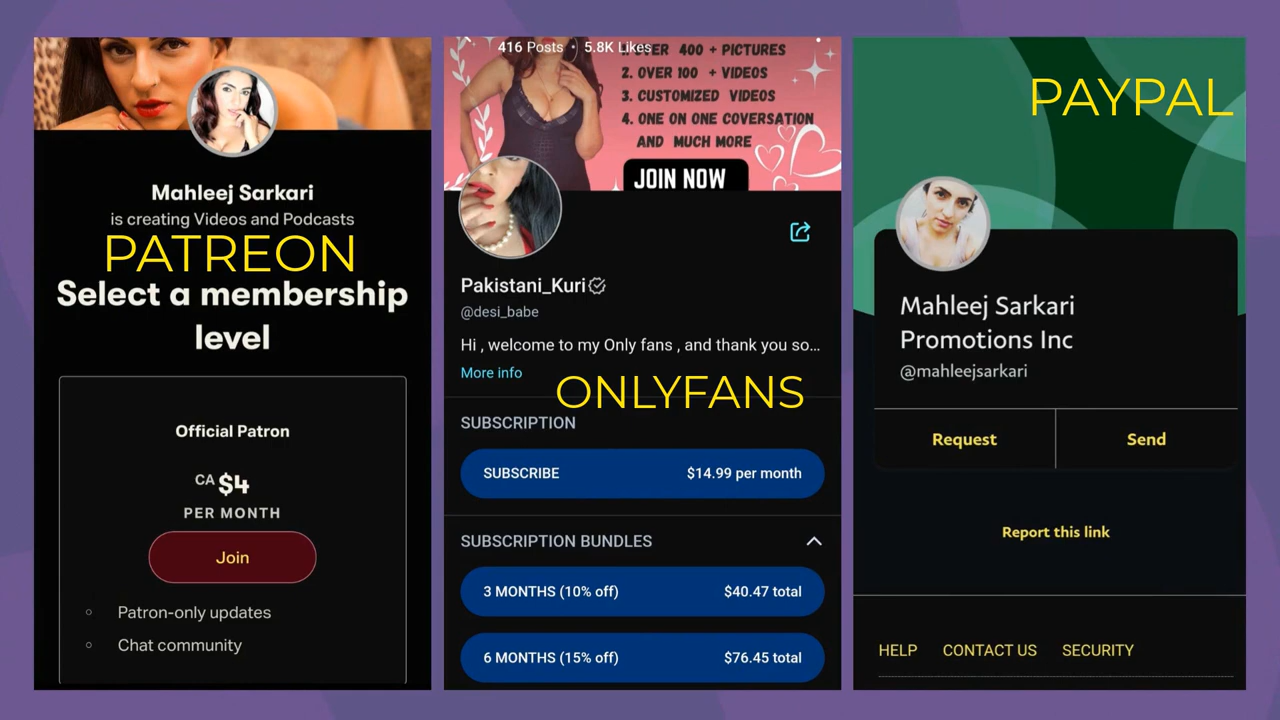 Mahleej Sarkari
is creating Videos and Podcasts
PATREON
Select a membership
level
Official Patron
CA $4
PER MONTH
Join
Patron-only updates
Chat community
416 Posts • 5.8K Likes
1. OVER 400 + PICTURES
2. OVER 100 + VIDEOS
3. CUSTOMIZED VIDEOS
4. ONE ON ONE COVERSATION
AND MUCH MORE
JOIN NOW
Pakistani_Kuri
@desi_babe
Hi , welcome to my Only fans , and thank you so...
More info
ONLYFANS
SUBSCRIPTION
SUBSCRIBE $14.99 per month
SUBSCRIPTION BUNDLES
3 MONTHS (10% off) $40.47 total
6 MONTHS (15% off) $76.45 total
PAYPAL
Mahleej Sarkari
Promotions Inc
@mahleejsarkari
Request Send
Report this link
HELP CONTACT US SECURITY